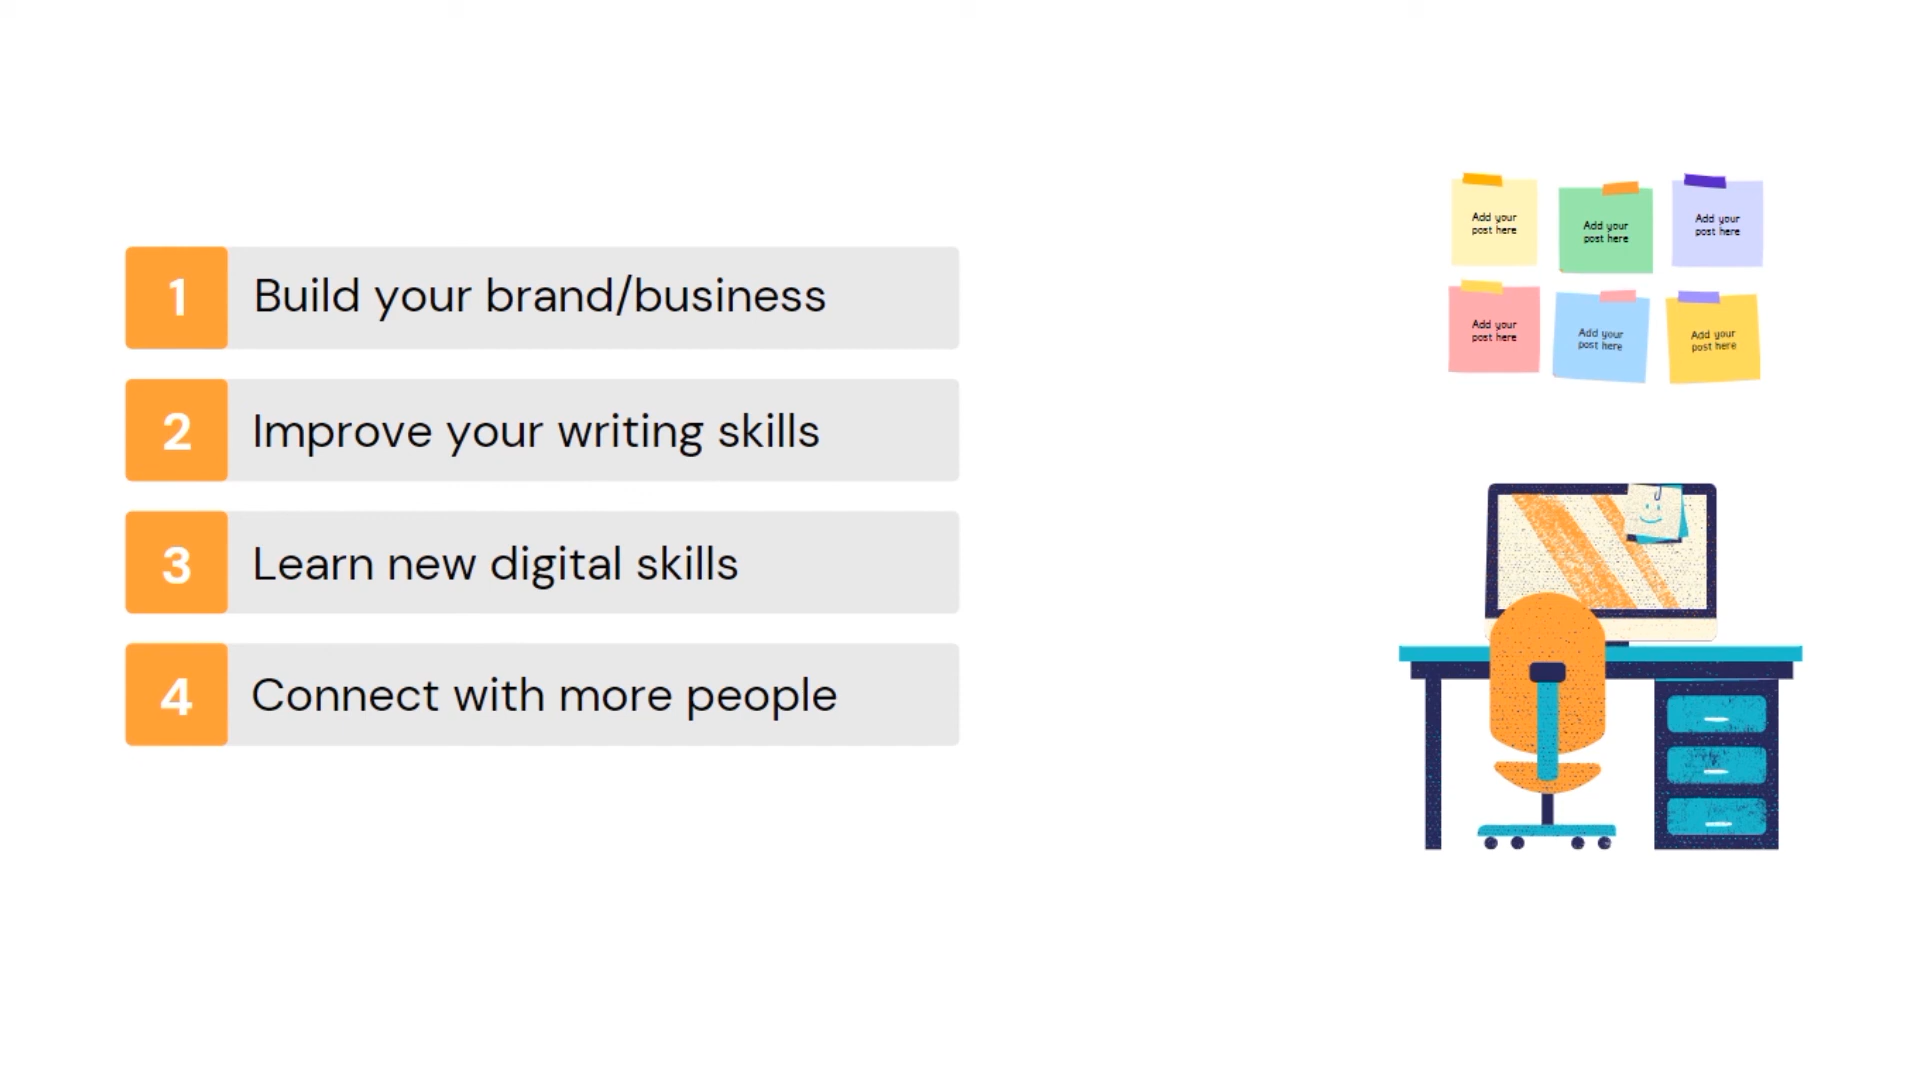 1 Build your brand/business
2 Improve your writing skills
3 Learn new digital skills
4 Connect with more people
Add your
post here
Add your
post here
Add your
post here
Add your
post here
Add your
post here
Add your
post here